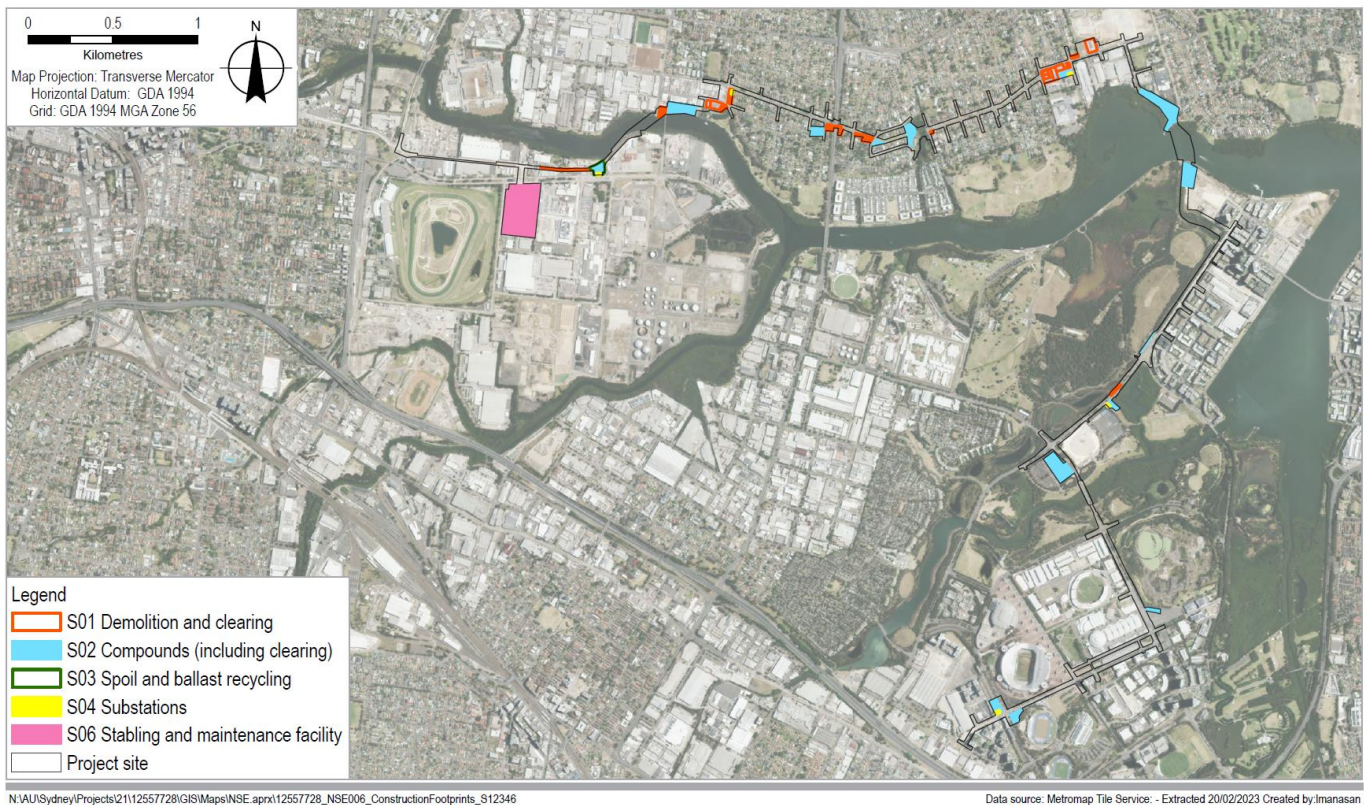 0 0.5 1
Kilometres
N
Map Projection: Transverse Mercator
Horizontal Datum: GDA 1994
Grid: GDA 1994 MGA Zone 56
Legend
S01 Demolition and clearing
S02 Compounds (including clearing)
S03 Spoil and ballast recycling
S04 Substations
S06 Stabling and maintenance facility
Project site
N:\AU\Sydney\Projects\21\12557728\GIS\Maps\NSE.aprx\12557728_NSE006_ConstructionFootprints_S12346
Data source: Metromap Tile Service: - Extracted 20/02/2023 Created by:lmanasan